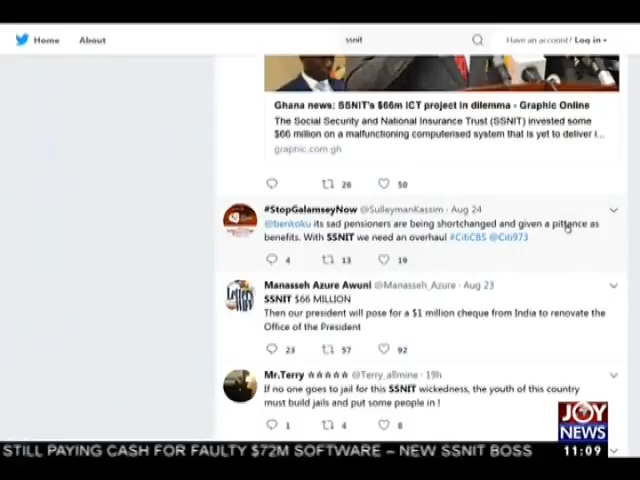 Home About ssnit Have an account? Log in
Ghana news: SSNIT's $66m ICT project in dilemma - Graphic Online
The Social Security and National Insurance Trust (SSNIT) invested some
$66 million on a malfunctioning computerised system that is yet to deliver i...
graphic.com.gh
26 50
#StopGalamseyNow @SulleymanKassim · Aug 24
@benkoku its sad pensioners are being shortchanged and given a pittance as
benefits. With SSNIT we need an overhaul #CitiCBS @Citi973
4 13 19
Manasseh Azure Awuni @Manasseh_Azure · Aug 23
SSNIT $66 MILLION
Then our president will pose for a $1 million cheque from India to renovate the
Office of the President
23 57 92
Mr.Terry ☆☆☆☆☆ @Terry_allmine · 19h
If no one goes to jail for this SSNIT wickedness, the youth of this country
must build jails and put some people in !
1 4 8
JOY
NEWS
STILL PAYING CASH FOR FAULTY $72M SOFTWARE – NEW SSNIT BOSS
11:09